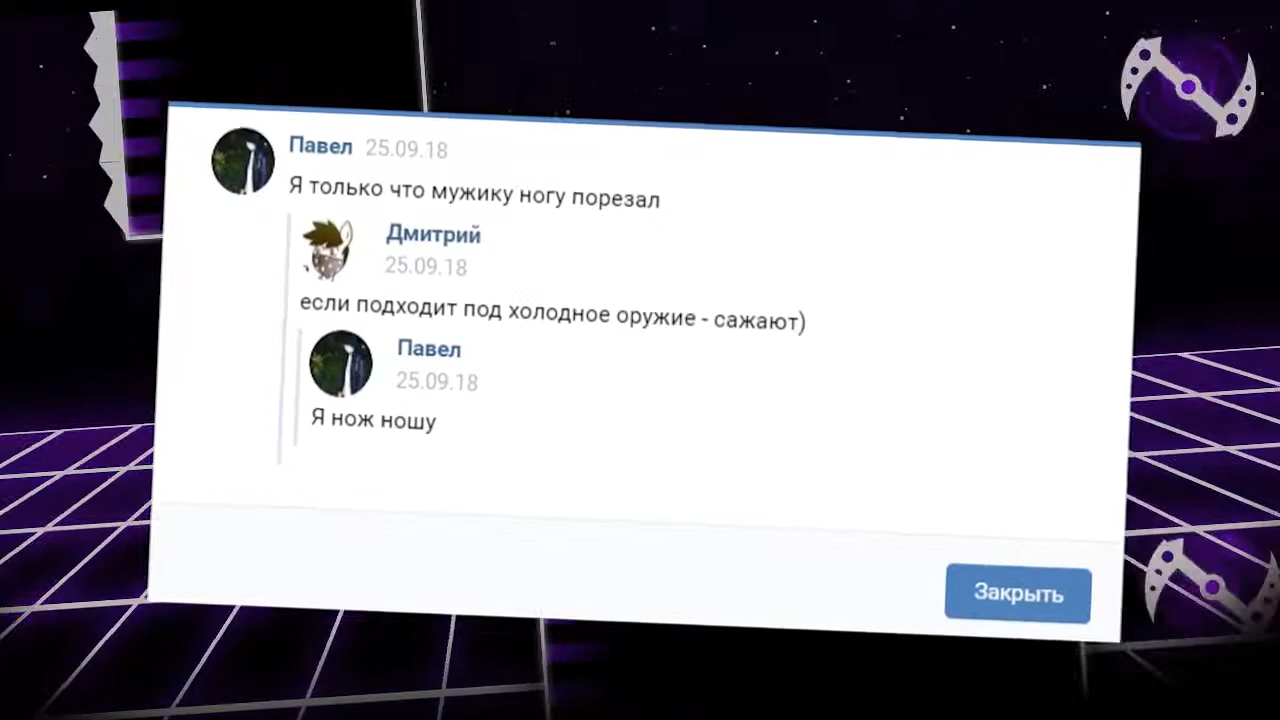 Павел 25.09.18
Я только что мужику ногу порезал
Дмитрий
25.09.18
если подходит под холодное оружие - сажают)
Павел
25.09.18
Я нож ношу
Закрыть